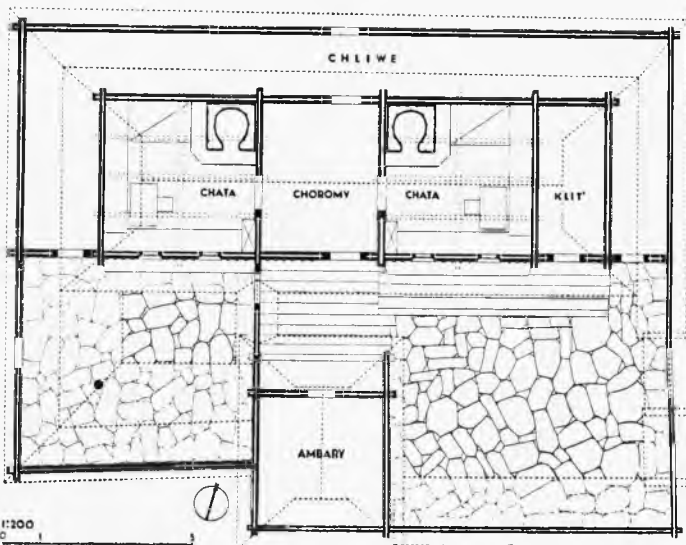 CHLIWE
CHATA
CHOROMY
CHATA
KLIT'
AMBARY
1:200
0 1 5